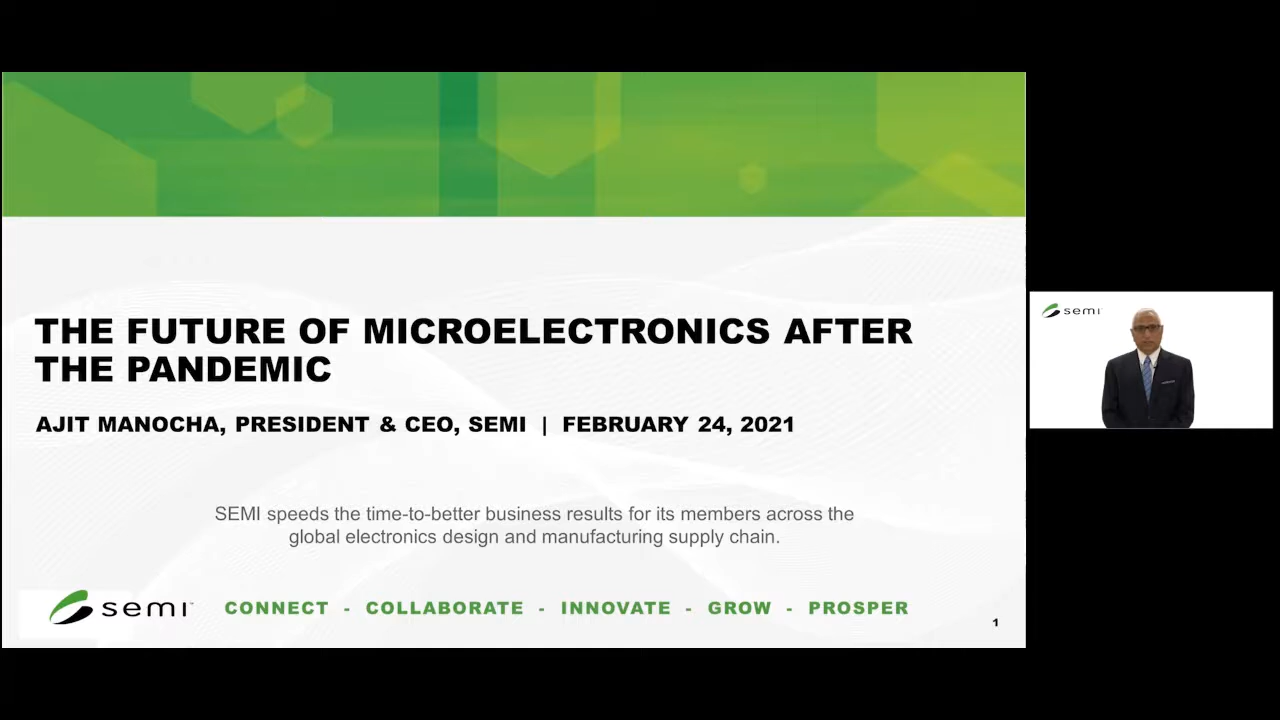 THE FUTURE OF MICROELECTRONICS AFTER
THE PANDEMIC
AJIT MANOCHA, PRESIDENT & CEO, SEMI | FEBRUARY 24, 2021
SEMI speeds the time-to-better business results for its members across the
global electronics design and manufacturing supply chain.
semi CONNECT - COLLABORATE - INNOVATE - GROW - PROSPER
1
semi